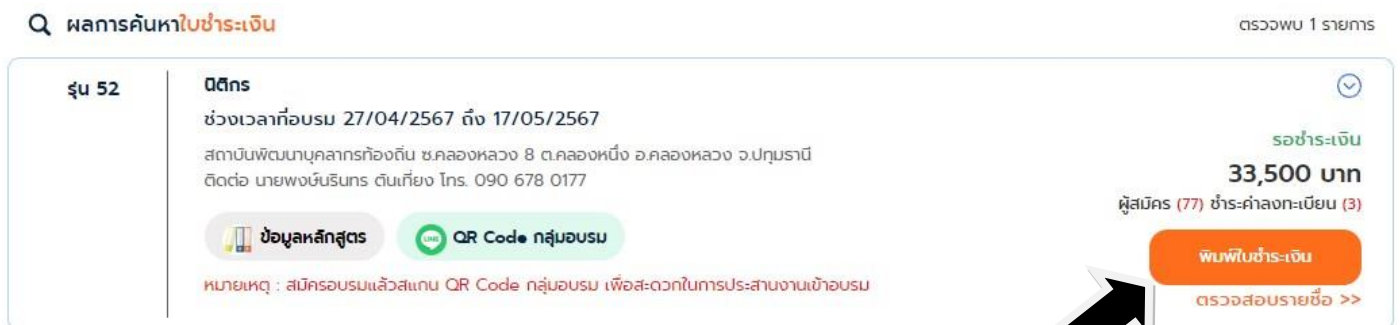 ผลการค้นหาใบชำระเงิน
ตรวจพบ 1 รายการ
รุ่น 52
นิติกร
ช่วงเวลาที่อบรม 27/04/2567 ถึง 17/05/2567
สถาบันพัฒนาบุคลากรท้องถิ่น ซ.คลองหลวง 8 ต.คลองหนึ่ง อ.คลองหลวง จ.ปทุมธานี
ติดต่อ นายพงษ์นรินทร ตันเกี่ยง โทร. 090 678 0177
รอชำระเงิน
33,500 บาท
ผู้สมัคร (77) ชำระค่าลงทะเบียน (3)
ข้อมูลหลักสูตร
LINE QR Code กลุ่มอบรม
พิมพ์ใบชำระเงิน
หมายเหตุ : สมัครอบรมแล้วสแกน QR Code กลุ่มอบรม เพื่อสะดวกในการประสานงานเข้าอบรม
ตรวจสอบรายชื่อ >>